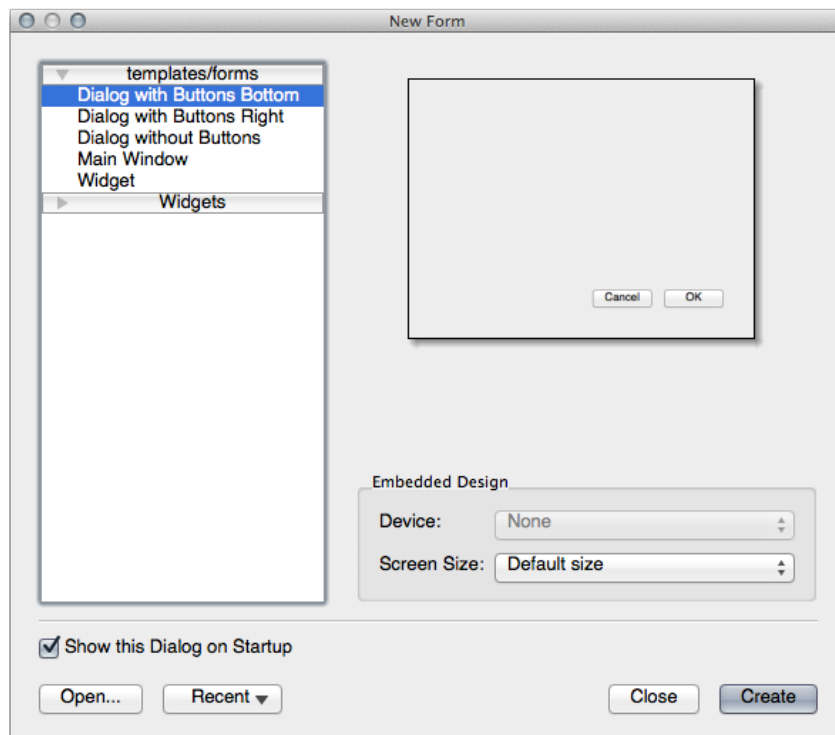 New Form
templates/forms
Dialog with Buttons Bottom
Dialog with Buttons Right
Dialog without Buttons
Main Window
Widget
Widgets
Cancel OK
Embedded Design
Device: None
Screen Size: Default size
Show this Dialog on Startup
Open... Recent Close Create